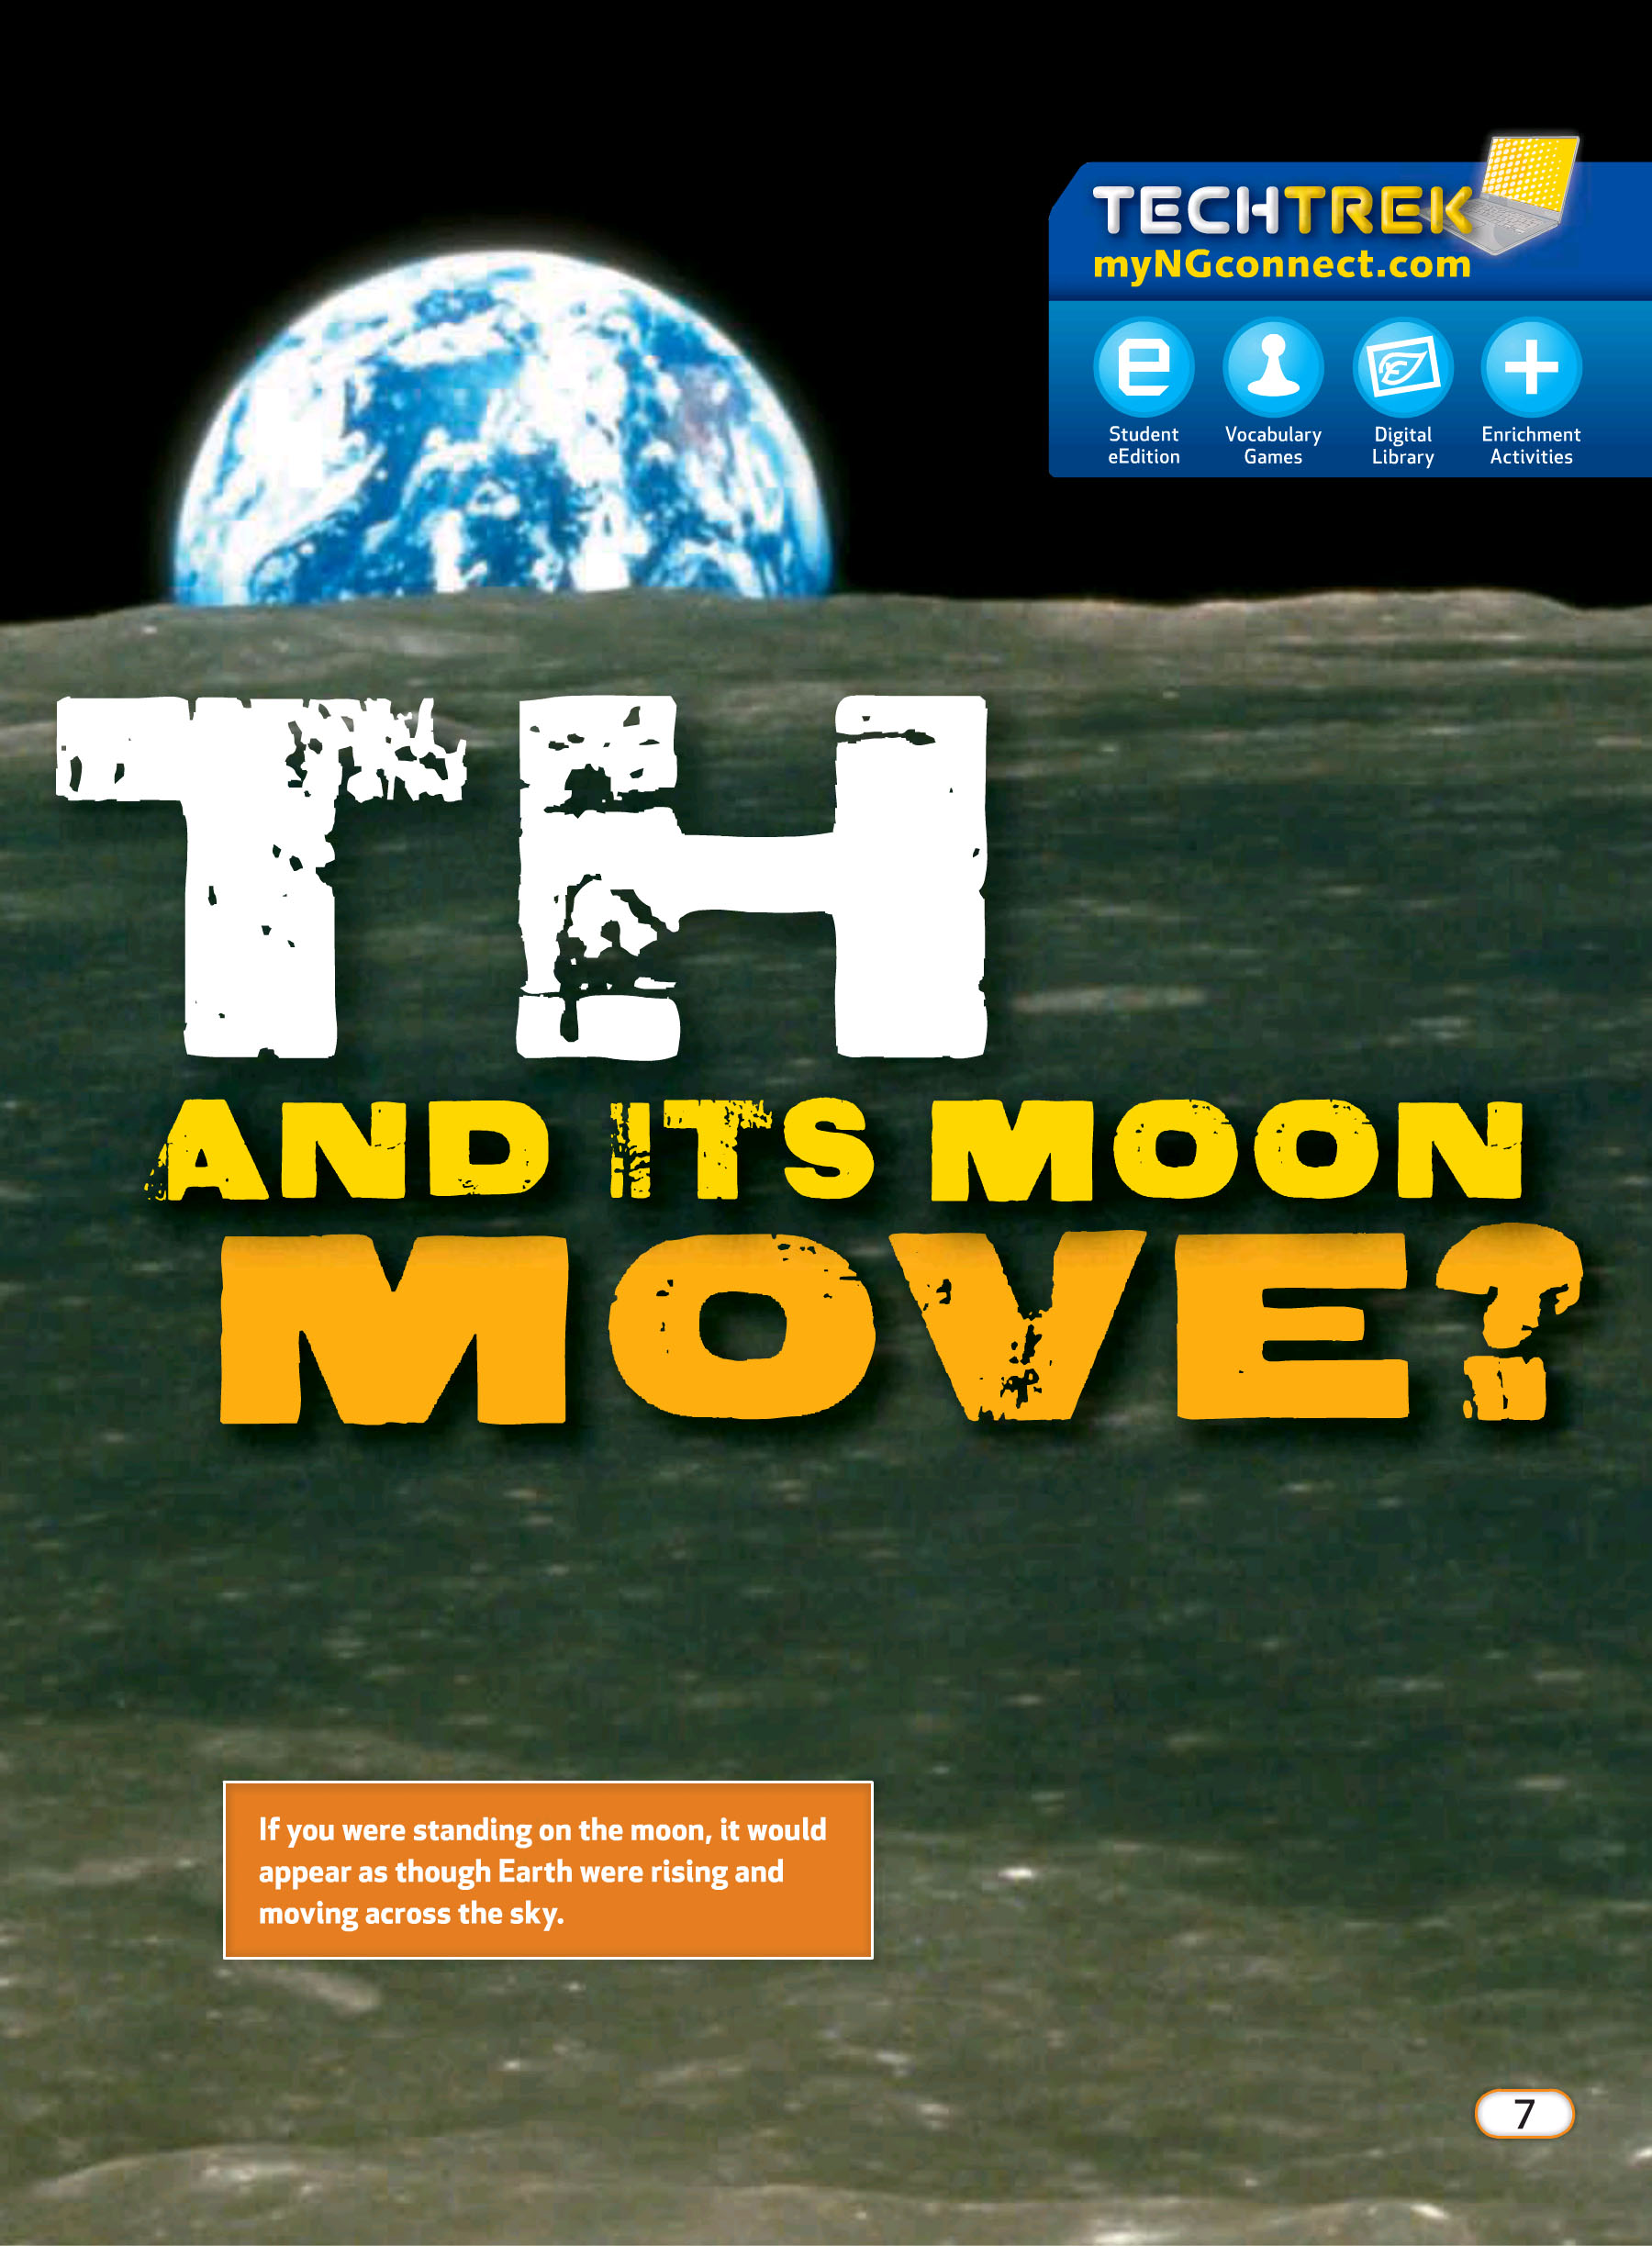 TECHTREK
myNGconnect.com
Student
eEdition
Vocabulary
Games
Digital
Library
Enrichment
Activities
TH
AND ITS MOON
MOVE?
If you were standing on the moon, it would
appear as though Earth were rising and
moving across the sky.
7